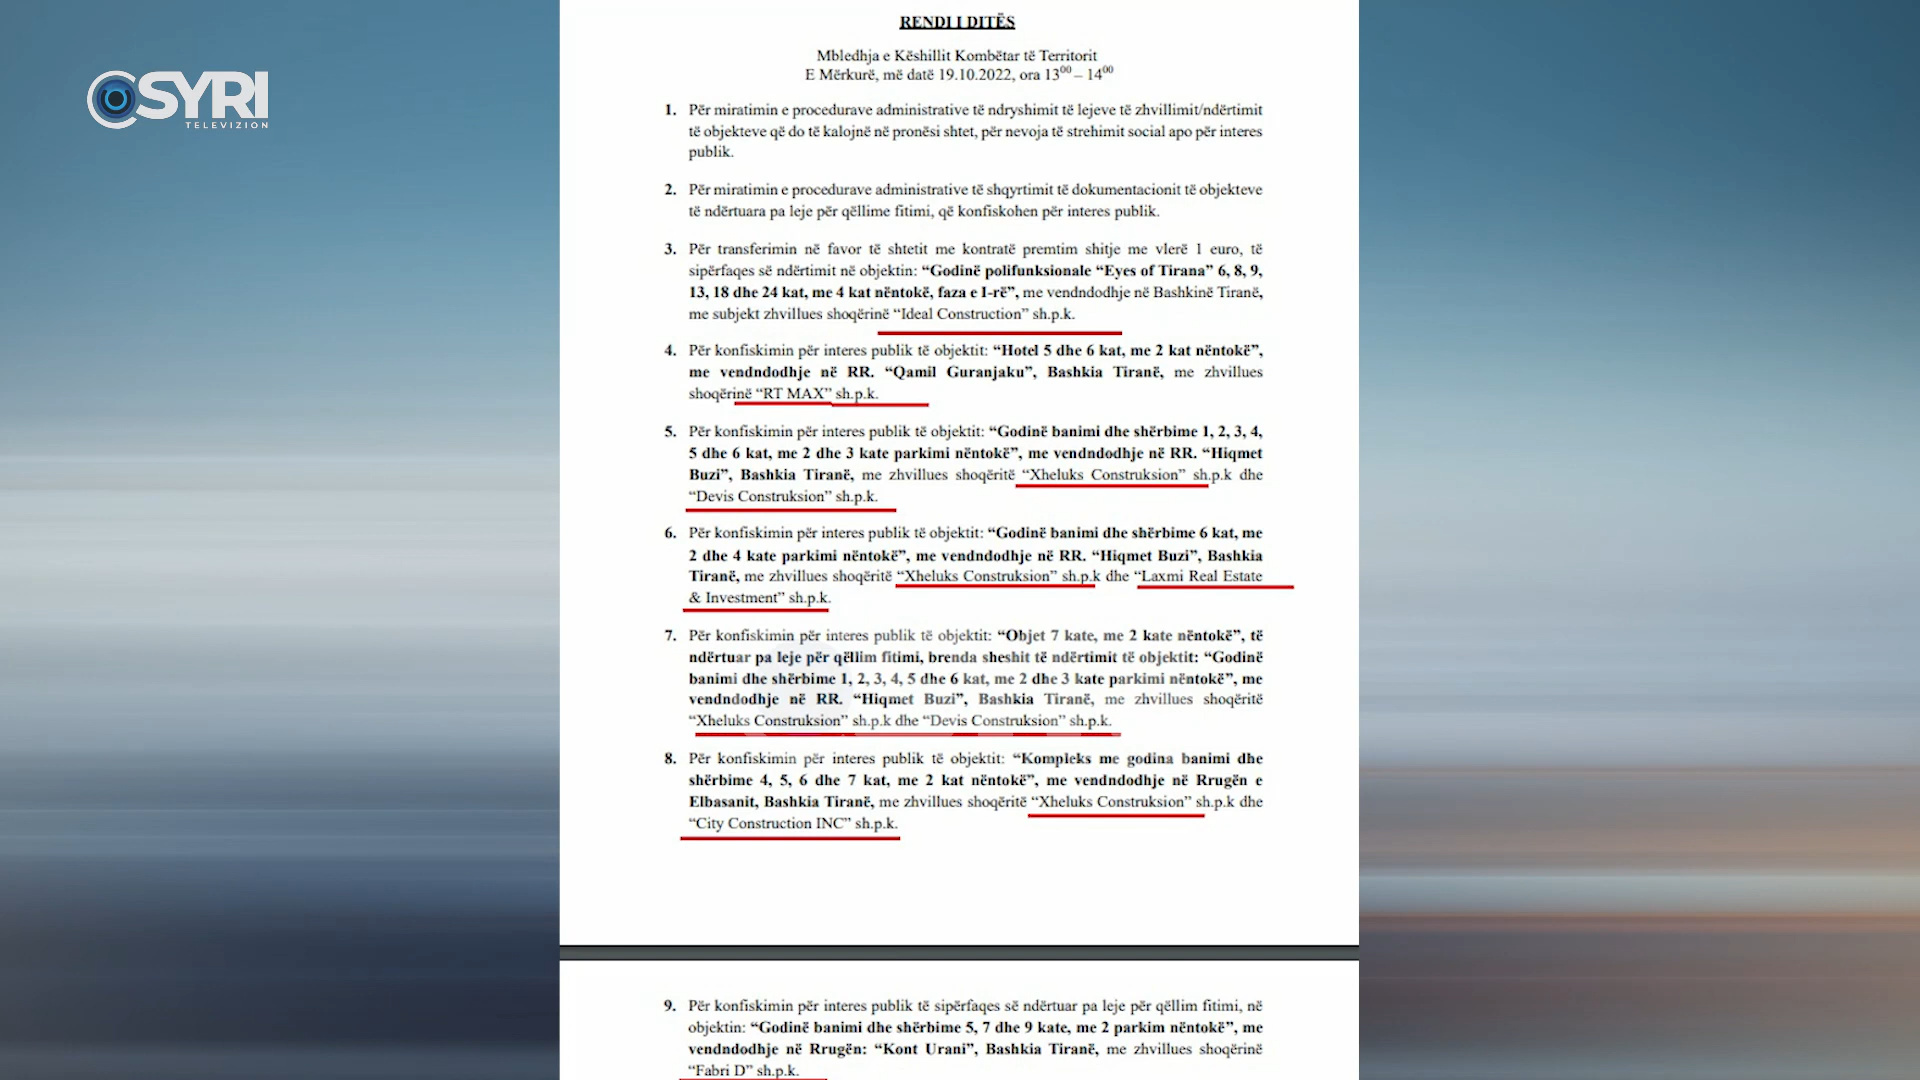 SYRI
TELEVIZION
RENDI I DITËS
Mbledhja e Këshillit Kombëtar të Territorit
E Mërkurë, më datë 19.10.2022, ora 13⁰⁰ – 14⁰⁰
1. Për miratimin e procedurave administrative të ndryshimit të lejeve të zhvillimit/ndërtimit
të objekteve që do të kalojnë në pronësi shtet, për nevoja të strehimit social apo për interes
publik.
2. Për miratimin e procedurave administrative të shqyrtimit të dokumentacionit të objekteve
të ndërtuara pa leje për qëllime fitimi, që konfiskohen për interes publik.
3. Për transferimin në favor të shtetit me kontratë premtim shitje me vlerë 1 euro, të
sipërfaqes së ndërtimit në objektin: “Godinë polifunksionale “Eyes of Tirana” 6, 8, 9,
13, 18 dhe 24 kat, me 4 kat nëntokë, faza e I-rë”, me vendndodhje në Bashkinë Tiranë,
me subjekt zhvillues shoqërinë “Ideal Construction” sh.p.k.
4. Për konfiskimin për interes publik të objektit: “Hotel 5 dhe 6 kat, me 2 kat nëntokë”,
me vendndodhje në RR. “Qamil Guranjaku”, Bashkia Tiranë, me zhvillues
shoqërinë “RT MAX” sh.p.k.
5. Për konfiskimin për interes publik të objektit: “Godinë banimi dhe shërbime 1, 2, 3, 4,
5 dhe 6 kat, me 2 dhe 3 kate parkimi nëntokë”, me vendndodhje në RR. “Hiqmet
Buzi”, Bashkia Tiranë, me zhvillues shoqëritë “Xheluks Construksion” sh.p.k dhe
“Devis Construksion” sh.p.k.
6. Për konfiskimin për interes publik të objektit: “Godinë banimi dhe shërbime 6 kat, me
2 dhe 4 kate parkimi nëntokë”, me vendndodhje në RR. “Hiqmet Buzi”, Bashkia
Tiranë, me zhvillues shoqëritë “Xheluks Construksion” sh.p.k dhe “Laxmi Real Estate
& Investment” sh.p.k.
7. Për konfiskimin për interes publik të objektit: “Objet 7 kate, me 2 kate nëntokë”, të
ndërtuar pa leje për qëllim fitimi, brenda sheshit të ndërtimit të objektit: “Godinë
banimi dhe shërbime 1, 2, 3, 4, 5 dhe 6 kat, me 2 dhe 3 kate parkimi nëntokë”, me
vendndodhje në RR. “Hiqmet Buzi”, Bashkia Tiranë, me zhvillues shoqëritë
“Xheluks Construksion” sh.p.k dhe “Devis Construksion” sh.p.k.
8. Për konfiskimin për interes publik të objektit: “Kompleks me godina banimi dhe
shërbime 4, 5, 6 dhe 7 kat, me 2 kat nëntokë”, me vendndodhje në Rrugën e
Elbasanit, Bashkia Tiranë, me zhvillues shoqëritë “Xheluks Construksion” sh.p.k dhe
“City Construction INC” sh.p.k.
9. Për konfiskimin për interes publik të sipërfaqes së ndërtuar pa leje për qëllim fitimi, në
objektin: “Godinë banimi dhe shërbime 5, 7 dhe 9 kate, me 2 parkim nëntokë”, me
vendndodhje në Rrugën: “Kont Urani”, Bashkia Tiranë, me zhvillues shoqërinë
“Fabri D” sh.p.k.